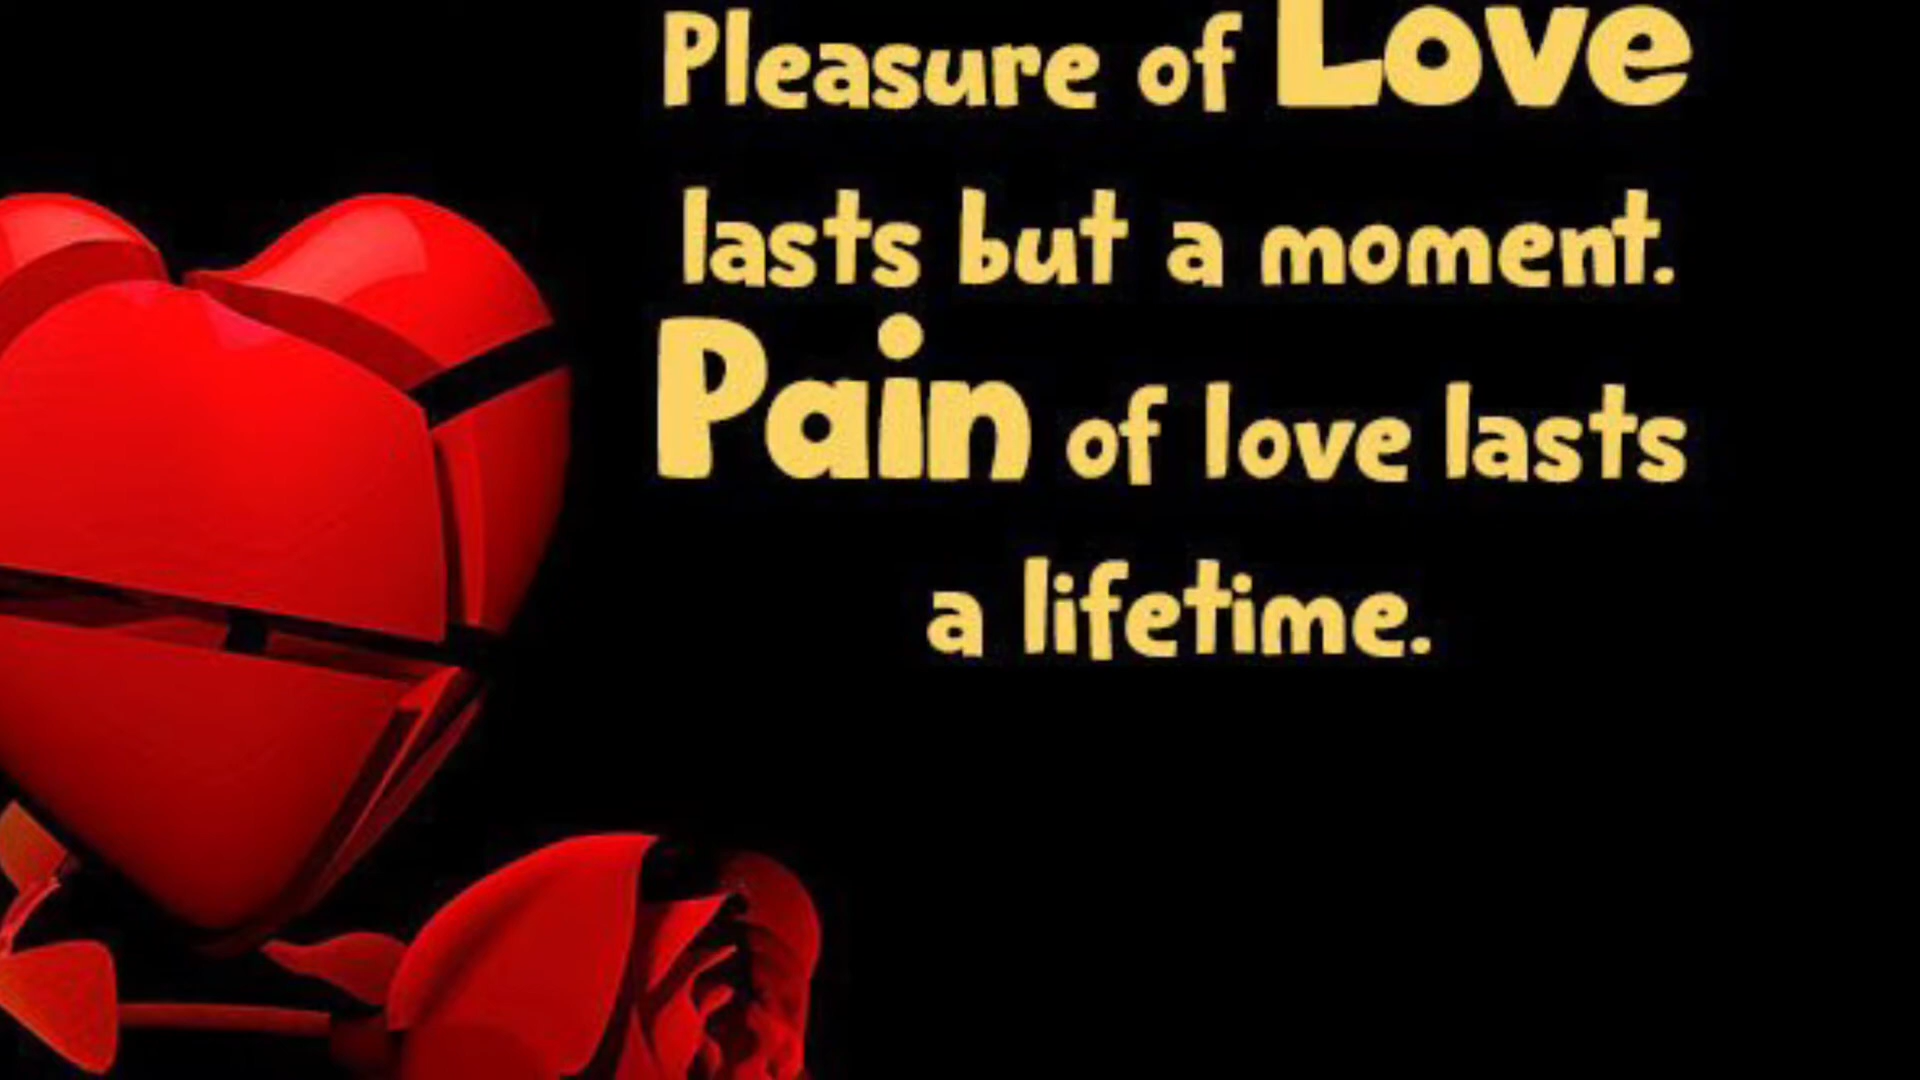 Pleasure of Love
lasts but a moment.
Pain of love lasts
a lifetime.